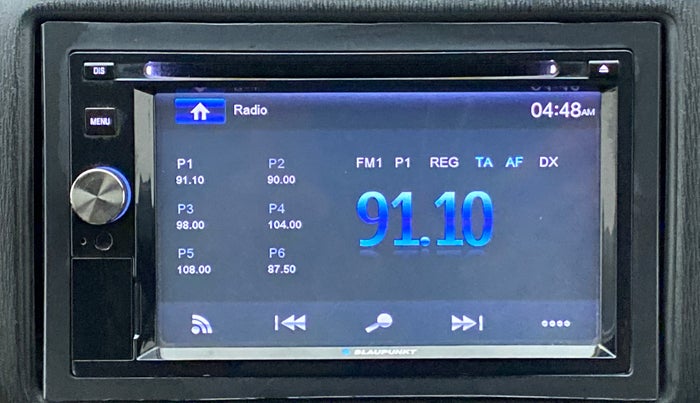 DIS
MENU
Radio
04:48AM
P1 P2
91.10 90.00
P3 P4
98.00 104.00
P5 P6
108.00 87.50
FM1 P1 REG TA AF DX
91.10
BLAUPUNKT